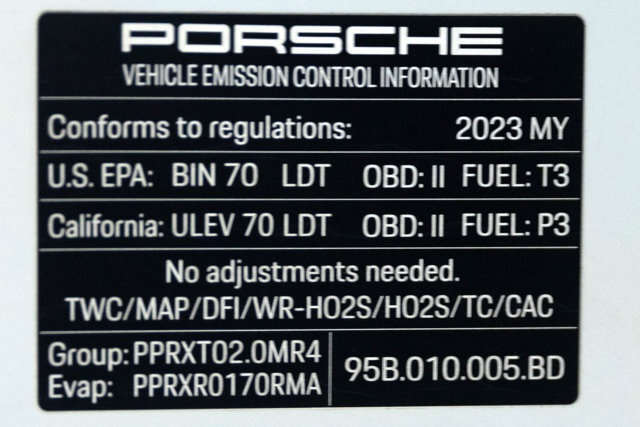 PORSCHE
VEHICLE EMISSION CONTROL INFORMATION
Conforms to regulations: 2023 MY
U.S. EPA: BIN 70 LDT OBD: II FUEL: T3
California: ULEV 70 LDT OBD: II FUEL: P3
No adjustments needed.
TWC/MAP/DFI/WR-HO2S/HO2S/TC/CAC
Group: PPRXT02.0MR4
Evap: PPRXR0170RMA
95B.010.005.BD